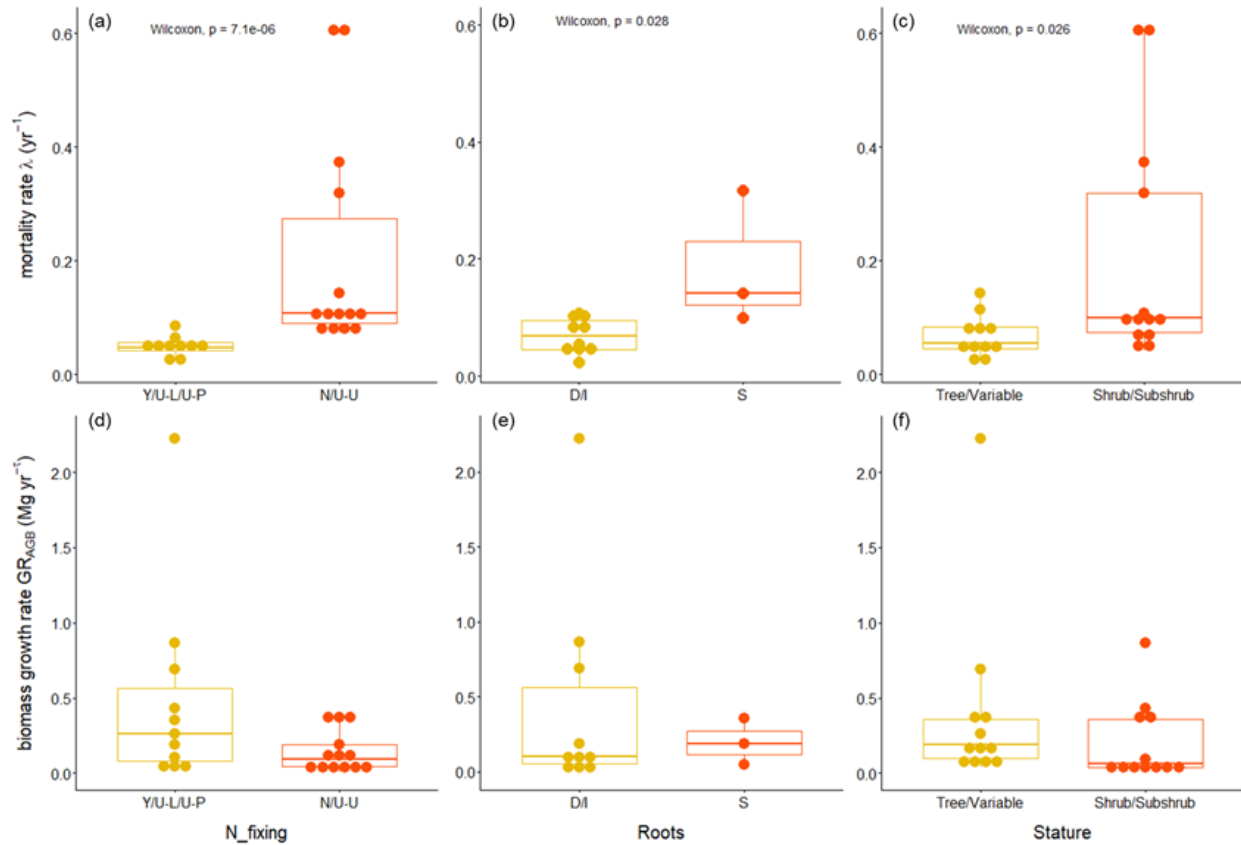 (a)
Wilcoxon, p = 7.1e-06
(b)
Wilcoxon, p = 0.028
(c)
Wilcoxon, p = 0.026
mortality rate λ (yr⁻¹)
0.6
0.4
0.2
0.0
Y/U-L/U-P
N/U-U
0.6
0.4
0.2
0.0
D/I
S
0.6
0.4
0.2
0.0
Tree/Variable
Shrub/Subshrub
(d)
(e)
(f)
biomass growth rate GR_AGB (Mg yr⁻¹)
2.0
1.5
1.0
0.5
0.0
Y/U-L/U-P
N/U-U
N_fixing
2.0
1.5
1.0
0.5
0.0
D/I
S
Roots
2.0
1.5
1.0
0.5
0.0
Tree/Variable
Shrub/Subshrub
Stature